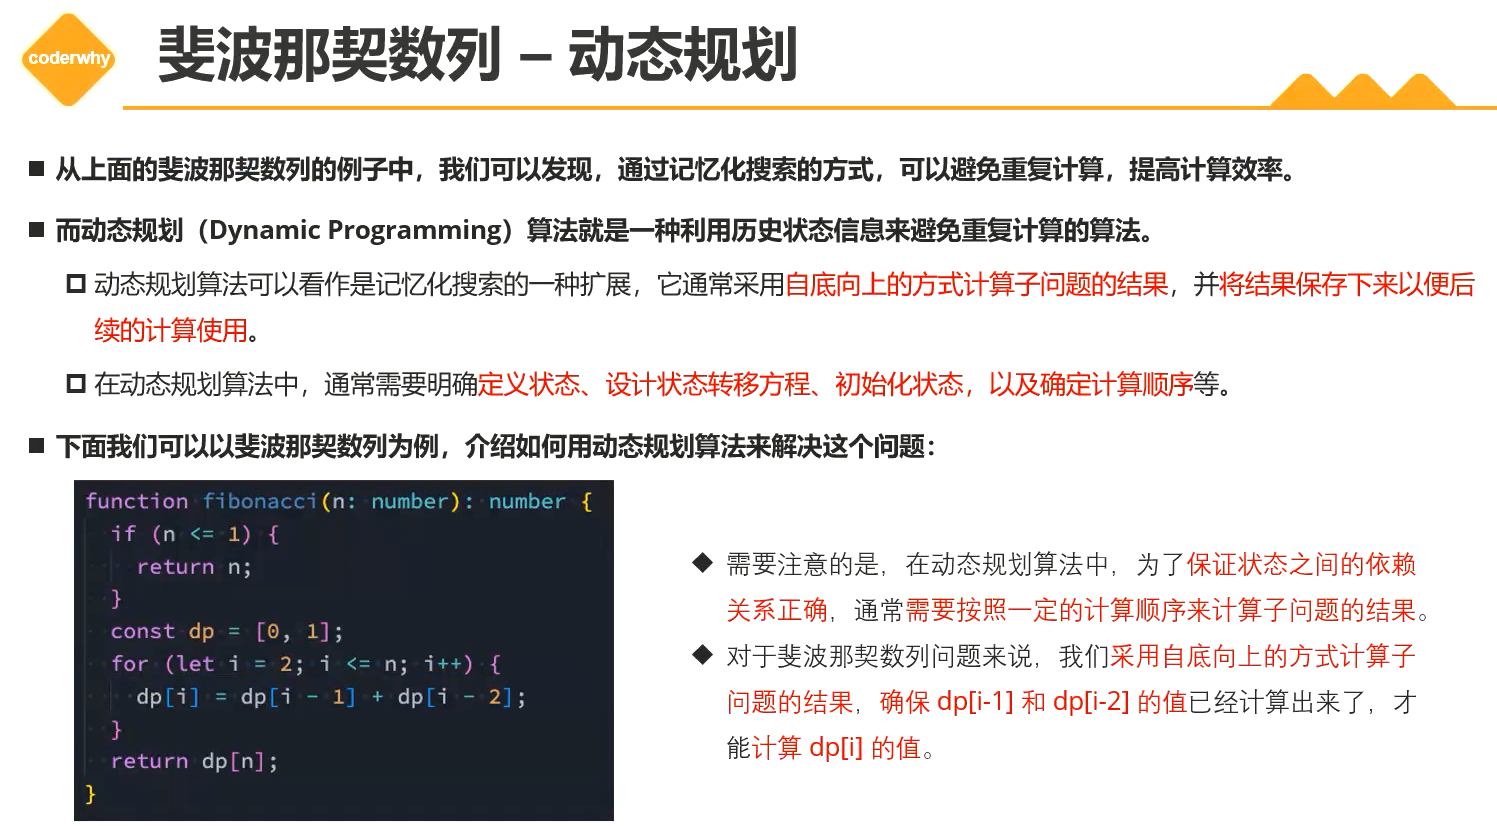 coderwhy
斐波那契数列 – 动态规划
从上面的斐波那契数列的例子中，我们可以发现，通过记忆化搜索的方式，可以避免重复计算，提高计算效率。
而动态规划（Dynamic Programming）算法就是一种利用历史状态信息来避免重复计算的算法。
动态规划算法可以看作是记忆化搜索的一种扩展，它通常采用自底向上的方式计算子问题的结果，并将结果保存下来以便后
续的计算使用。
在动态规划算法中，通常需要明确定义状态、设计状态转移方程、初始化状态，以及确定计算顺序等。
下面我们可以以斐波那契数列为例，介绍如何用动态规划算法来解决这个问题：
function fibonacci(n: number): number {
  if (n <= 1) {
    return n;
  }
  const dp = [0, 1];
  for (let i = 2; i <= n; i++) {
    dp[i] = dp[i - 1] + dp[i - 2];
  }
  return dp[n];
}
需要注意的是，在动态规划算法中，为了保证状态之间的依赖
关系正确，通常需要按照一定的计算顺序来计算子问题的结果。
对于斐波那契数列问题来说，我们采用自底向上的方式计算子
问题的结果，确保 dp[i-1] 和 dp[i-2] 的值已经计算出来了，才
能计算 dp[i] 的值。